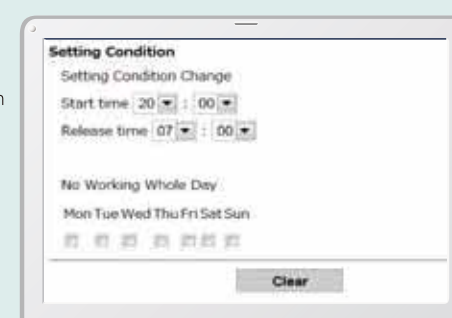 Setting Condition
Setting Condition Change
Start time 20 : 00
Release time 07 : 00
No Working Whole Day
Mon Tue Wed Thu Fri Sat Sun
Clear